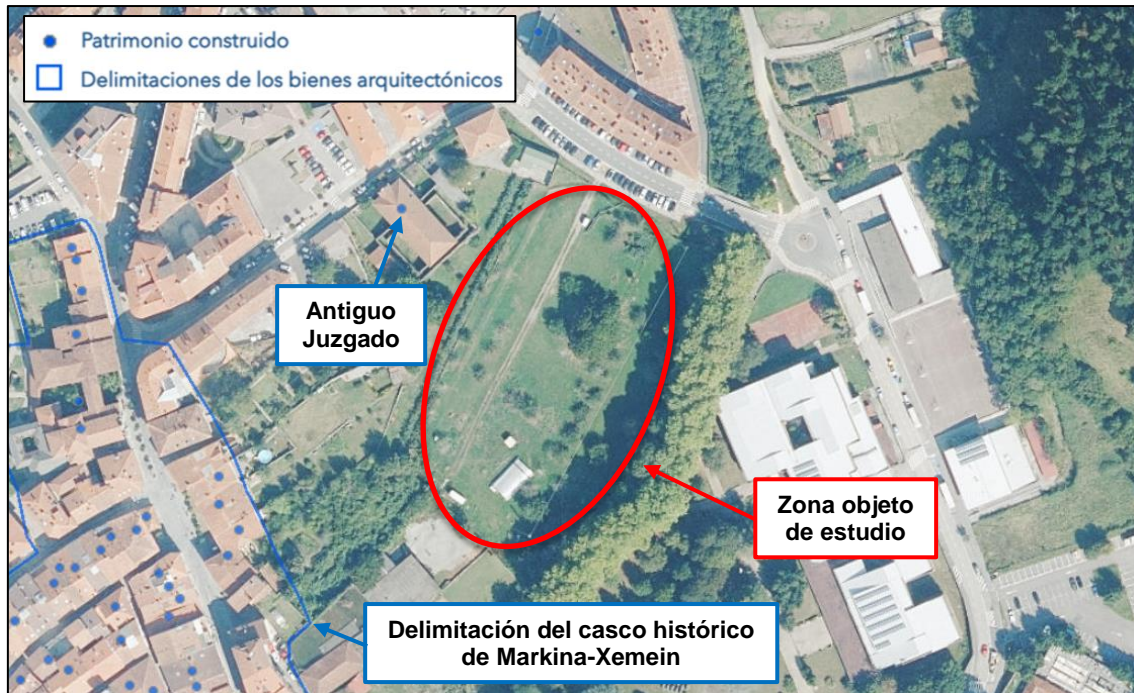 Patrimonio construido
Delimitaciones de los bienes arquitectónicos
Antiguo
Juzgado
Zona objeto
de estudio
Delimitación del casco histórico
de Markina-Xemein